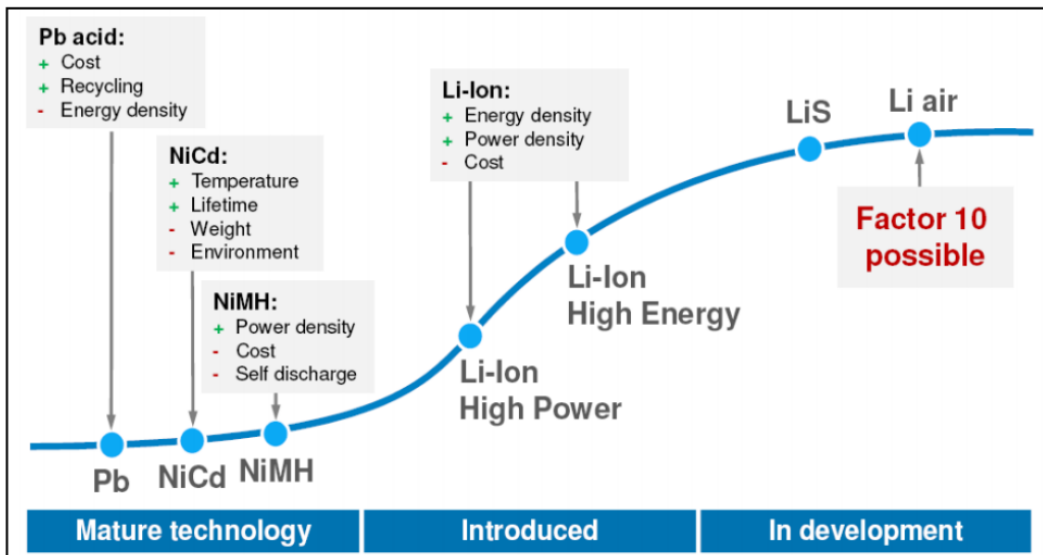 Pb acid:
+ Cost
+ Recycling
- Energy density
NiCd:
+ Temperature
+ Lifetime
- Weight
- Environment
NiMH:
+ Power density
- Cost
- Self discharge
Li-Ion:
+ Energy density
+ Power density
- Cost
LiS
Li air
Factor 10
possible
Li-Ion
High Energy
Li-Ion
High Power
Pb
NiCd
NiMH
Mature technology
Introduced
In development